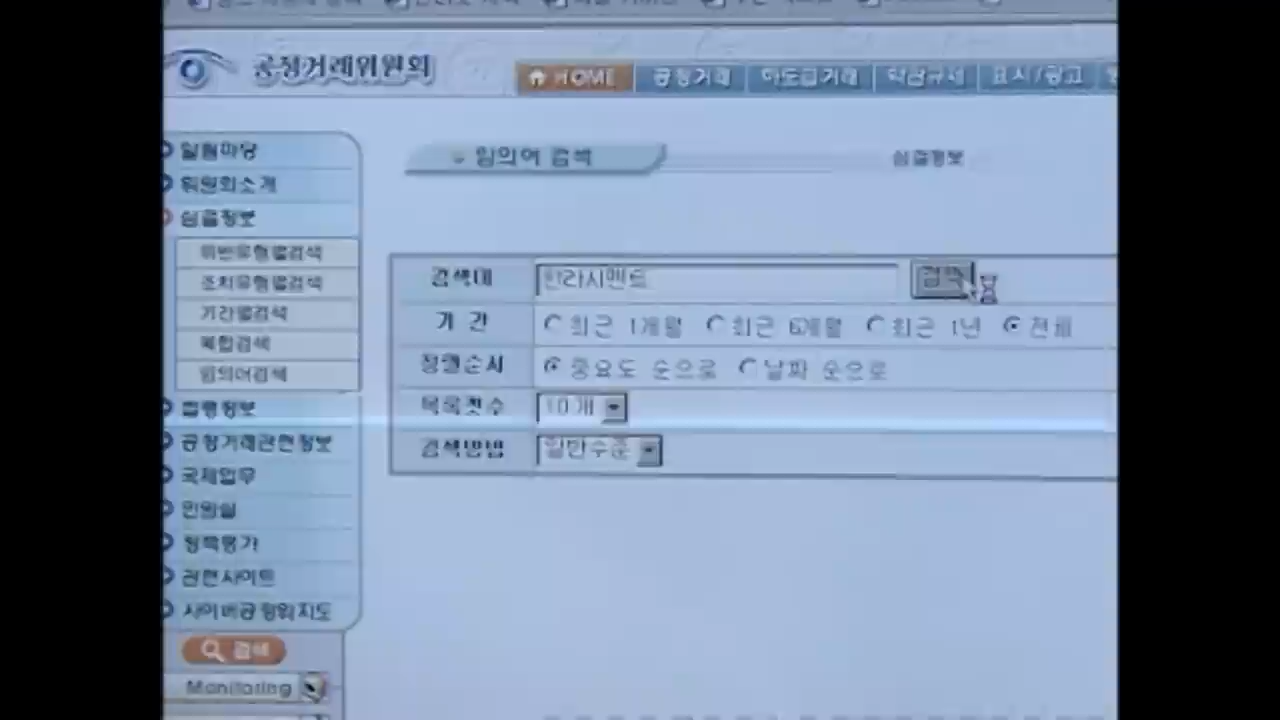 공정거래위원회
HOME 공정거래 하도급거래 약관규제 표시/광고
알림마당
위원회소개
심결정보
위반유형별검색
조치유형별검색
기간별검색
복합검색
임의어검색
법령정보
공정거래관련정보
국제업무
민원실
정책평가
관련사이트
사이버공정위지도
검색
Monitoring
임의어 검색
심결정보
검색대 한라시멘트 검색
기 간 최근 1개월 최근 6개월 최근 1년 전체
정렬순서 중요도 순으로 날짜 순으로
목록갯수 10개
검색방법 일반수준